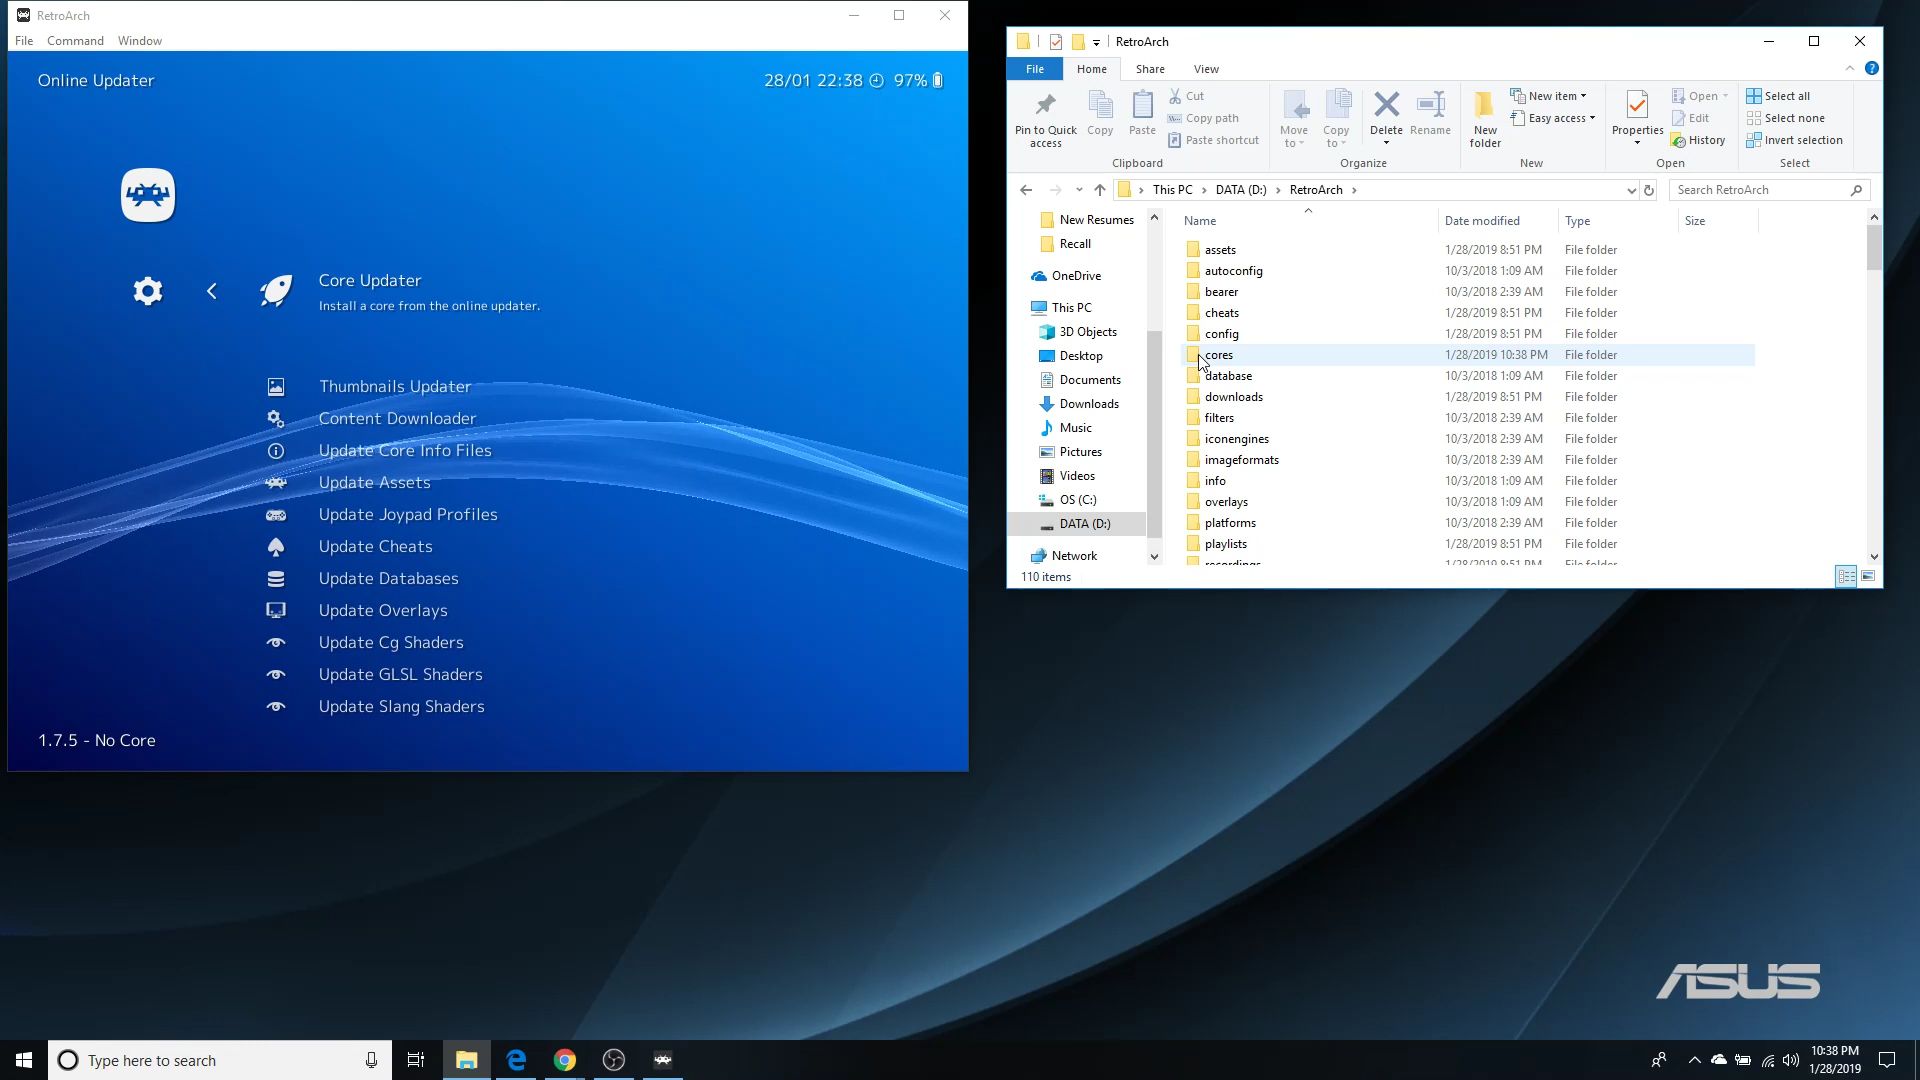 RetroArch
File Command Window
Online Updater
28/01 22:38 97%
Core Updater
Install a core from the online updater.
Thumbnails Updater
Content Downloader
Update Core Info Files
Update Assets
Update Joypad Profiles
Update Cheats
Update Databases
Update Overlays
Update Cg Shaders
Update GLSL Shaders
Update Slang Shaders
1.7.5 - No Core
RetroArch
File Home Share View
Pin to Quick access
Copy
Paste
Cut
Copy path
Paste shortcut
Clipboard
Move to
Copy to
Delete
Rename
Organize
New folder
New item
Easy access
New
Properties
Open
Edit
History
Open
Select all
Select none
Invert selection
Select
This PC > DATA (D:) > RetroArch >
Search RetroArch
New Resumes
Recall
OneDrive
This PC
3D Objects
Desktop
Documents
Downloads
Music
Pictures
Videos
OS (C:)
DATA (D:)
Network
Name Date modified Type Size
assets 1/28/2019 8:51 PM File folder
autoconfig 10/3/2018 1:09 AM File folder
bearer 10/3/2018 2:39 AM File folder
cheats 1/28/2019 8:51 PM File folder
config 1/28/2019 8:51 PM File folder
cores 1/28/2019 10:38 PM File folder
database 10/3/2018 1:09 AM File folder
downloads 1/28/2019 8:51 PM File folder
filters 10/3/2018 2:39 AM File folder
iconengines 10/3/2018 2:39 AM File folder
imageformats 10/3/2018 2:39 AM File folder
info 10/3/2018 1:09 AM File folder
overlays 10/3/2018 1:09 AM File folder
platforms 10/3/2018 2:39 AM File folder
playlists 1/28/2019 8:51 PM File folder
recordings 1/28/2019 8:51 PM File folder
110 items
ASUS
Type here to search
10:38 PM
1/28/2019